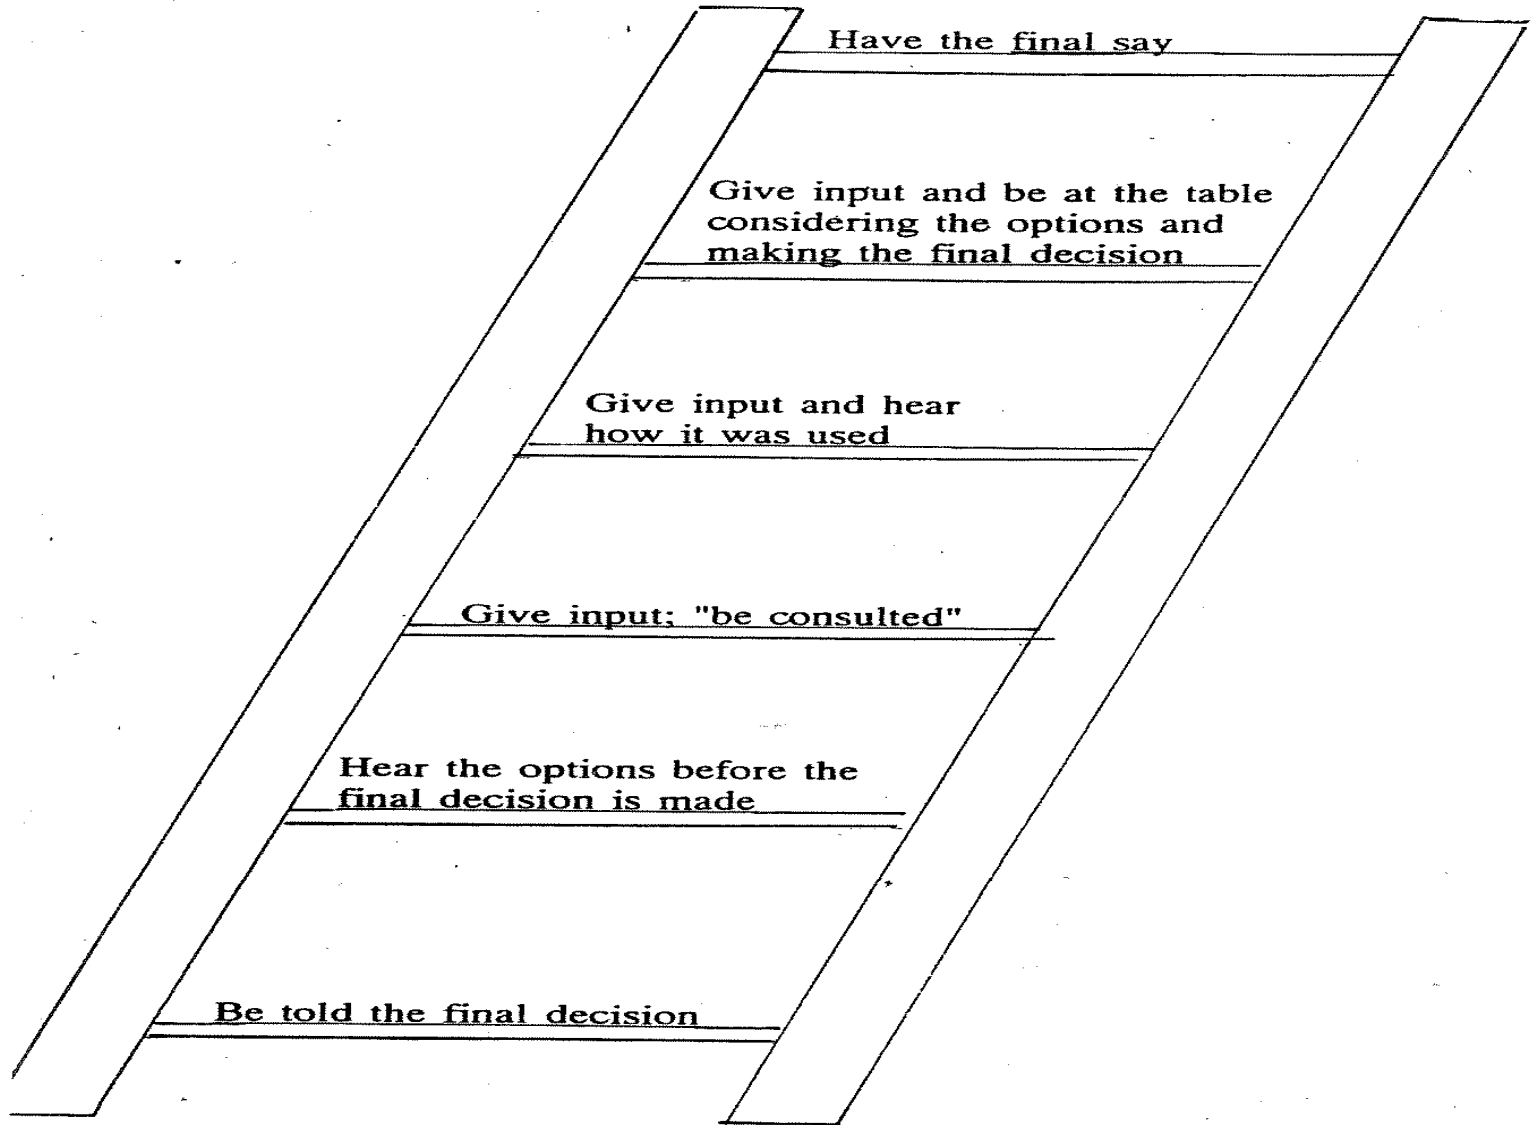 Have the final say
Give input and be at the table
considering the options and
making the final decision
Give input and hear
how it was used
Give input; "be consulted"
Hear the options before the
final decision is made
Be told the final decision